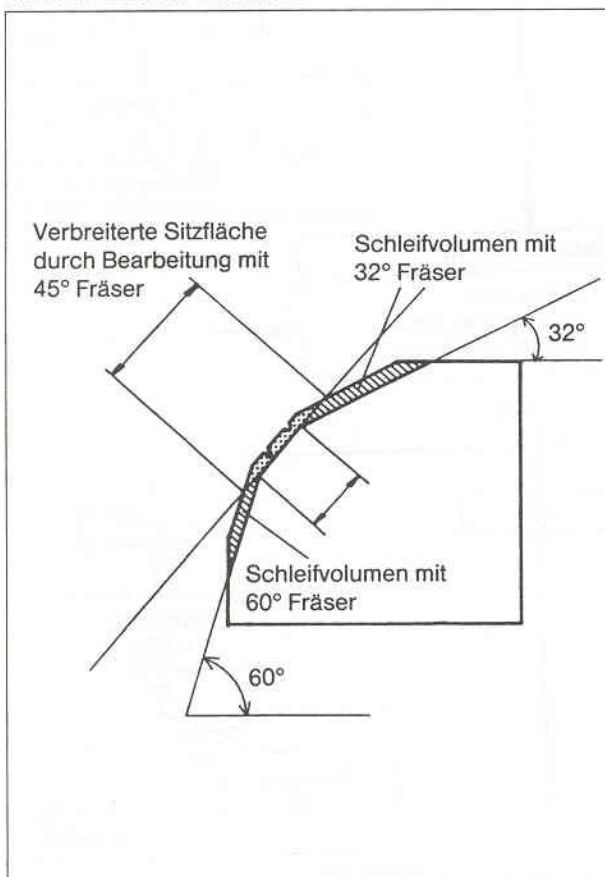 Verbreiterte Sitzfläche
durch Bearbeitung mit
45° Fräser
Schleifvolumen mit
32° Fräser
32°
Schleifvolumen mit
60° Fräser
60°